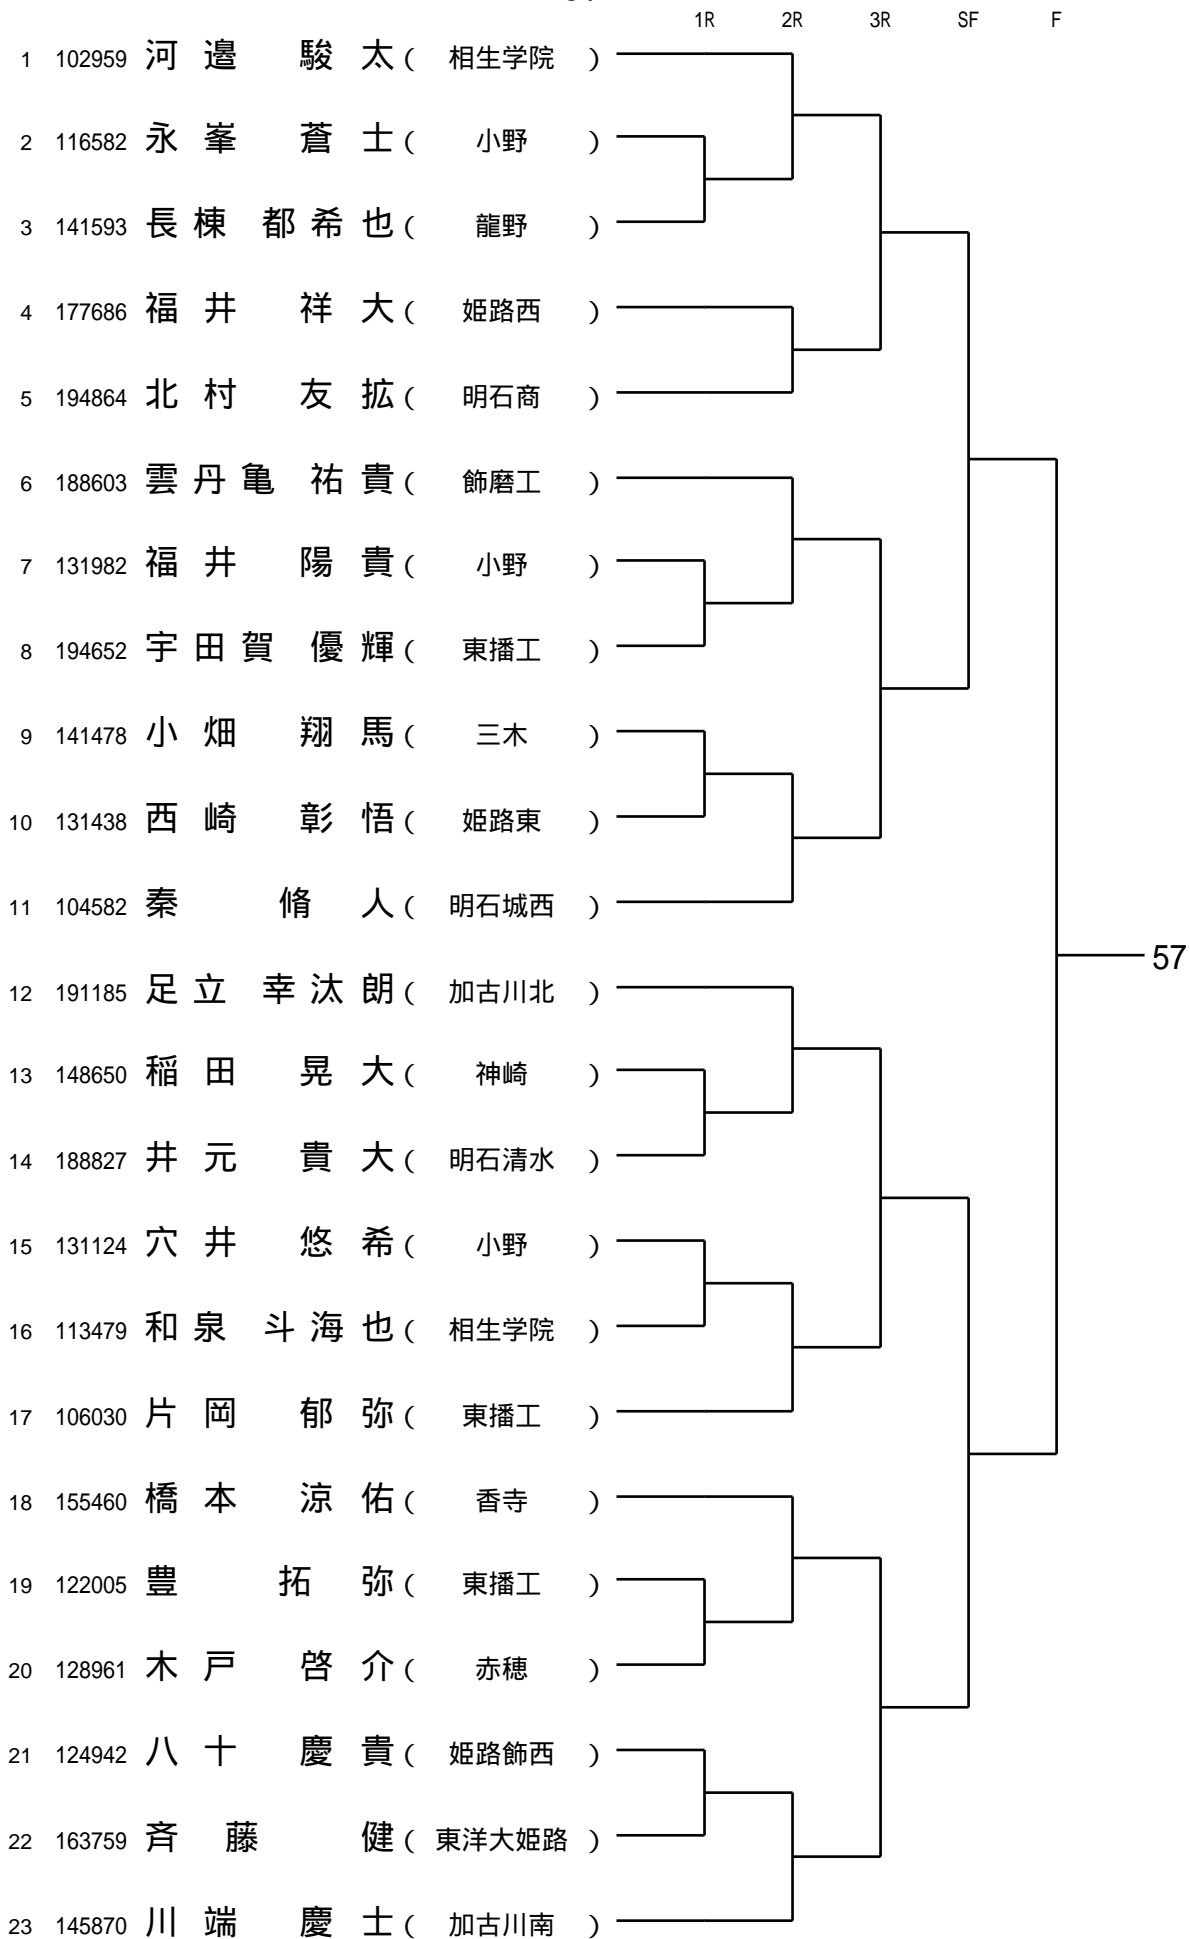 1R 2R 3R SF F
1 102959 河邉 駿太 ( 相生学院 )
2 116582 永峯 蒼士 ( 小野 )
3 141593 長棟 都希也 ( 龍野 )
4 177686 福井 祥大 ( 姫路西 )
5 194864 北村 友拡 ( 明石商 )
6 188603 雲丹亀 祐貴 ( 飾磨工 )
7 131982 福井 陽貴 ( 小野 )
8 194652 宇田賀 優輝 ( 東播工 )
9 141478 小畑 翔馬 ( 三木 )
10 131438 西崎 彰悟 ( 姫路東 )
11 104582 秦 脩人 ( 明石城西 )
57
12 191185 足立 幸汰朗 ( 加古川北 )
13 148650 稲田 晃大 ( 神崎 )
14 188827 井元 貴大 ( 明石清水 )
15 131124 穴井 悠希 ( 小野 )
16 113479 和泉 斗海也 ( 相生学院 )
17 106030 片岡 郁弥 ( 東播工 )
18 155460 橋本 涼佑 ( 香寺 )
19 122005 豊 拓弥 ( 東播工 )
20 128961 木戸 啓介 ( 赤穂 )
21 124942 八十 慶貴 ( 姫路飾西 )
22 163759 斉藤 健 ( 東洋大姫路 )
23 145870 川端 慶士 ( 加古川南 )